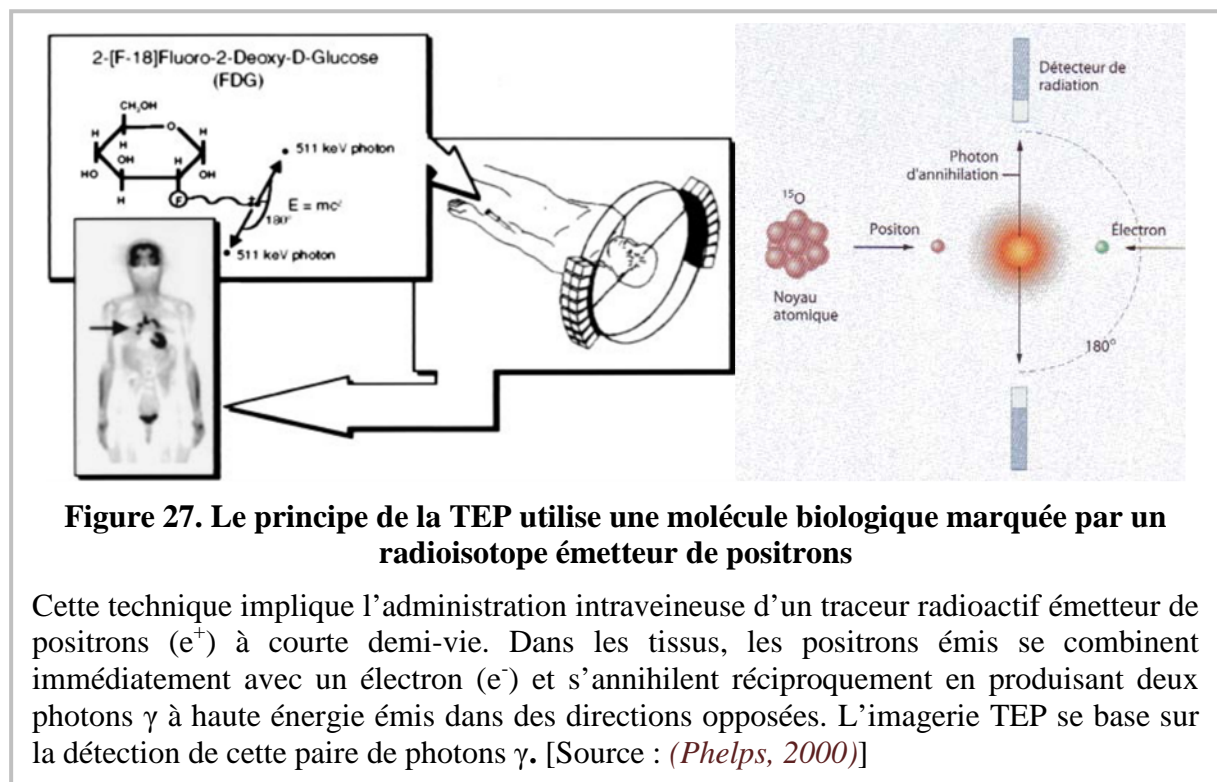 2-[F-18]Fluoro-2-Deoxy-D-Glucose
(FDG)
CH₂OH
H
O
H
H
OH
H
HO
OH
H
F
511 keV photon
E = mc²
180°
511 keV photon
Détecteur de
radiation
Photon
d'annihilation
¹⁵O
Positon
Électron
Noyau
atomique
180°
Figure 27. Le principe de la TEP utilise une molécule biologique marquée par un
radioisotope émetteur de positrons
Cette technique implique l’administration intraveineuse d’un traceur radioactif émetteur de
positrons (e⁺) à courte demi-vie. Dans les tissus, les positrons émis se combinent
immédiatement avec un électron (e⁻) et s’annihilent réciproquement en produisant deux
photons γ à haute énergie émis dans des directions opposées. L’imagerie TEP se base sur
la détection de cette paire de photons γ. [Source : (Phelps, 2000)]